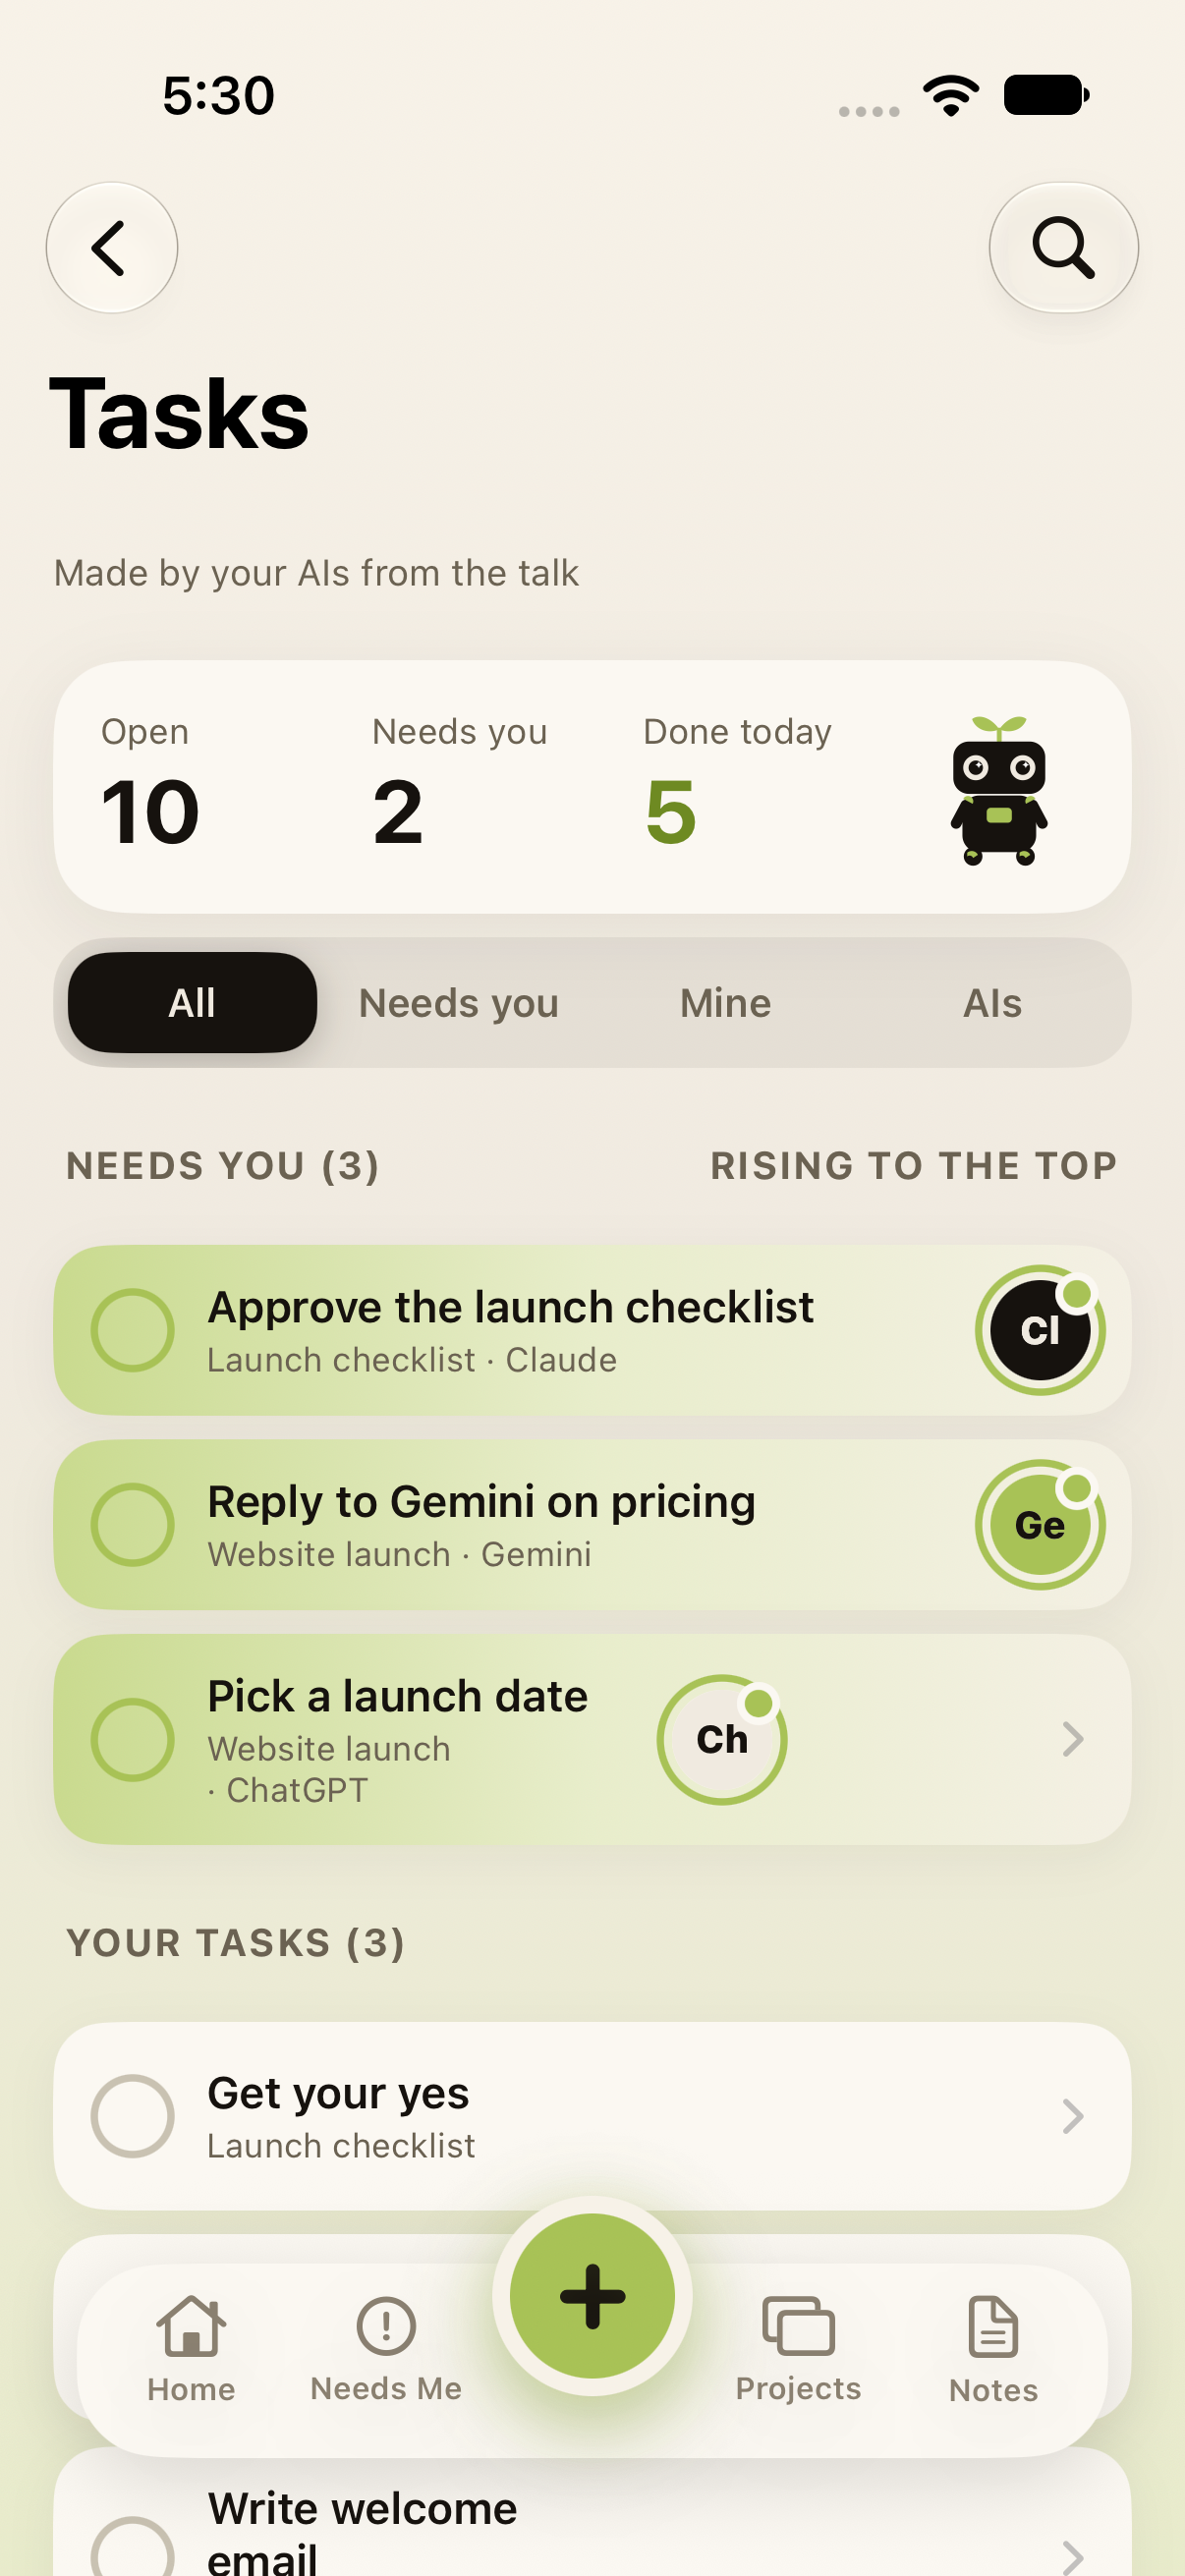 5:30
Tasks
Made by your AIs from the talk
Open
Needs you
Done today
10
2
5
All
Needs you
Mine
AIs
NEEDS YOU (3)
RISING TO THE TOP
Approve the launch checklist
Launch checklist · Claude
Cl
Reply to Gemini on pricing
Website launch · Gemini
Ge
Pick a launch date
Website launch
· ChatGPT
Ch
YOUR TASKS (3)
Get your yes
Launch checklist
Home
Needs Me
Projects
Notes
Write welcome
email